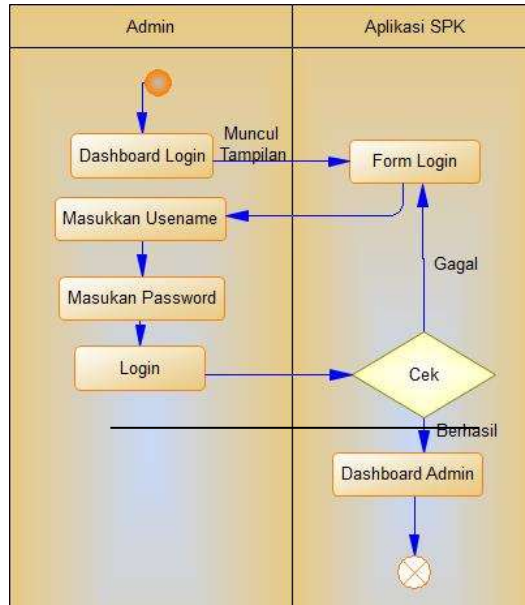 Admin
Aplikasi SPK
Dashboard Login
Muncul
Tampilan
Form Login
Masukkan Usename
Masukan Password
Gagal
Login
Cek
Berhasil
Dashboard Admin